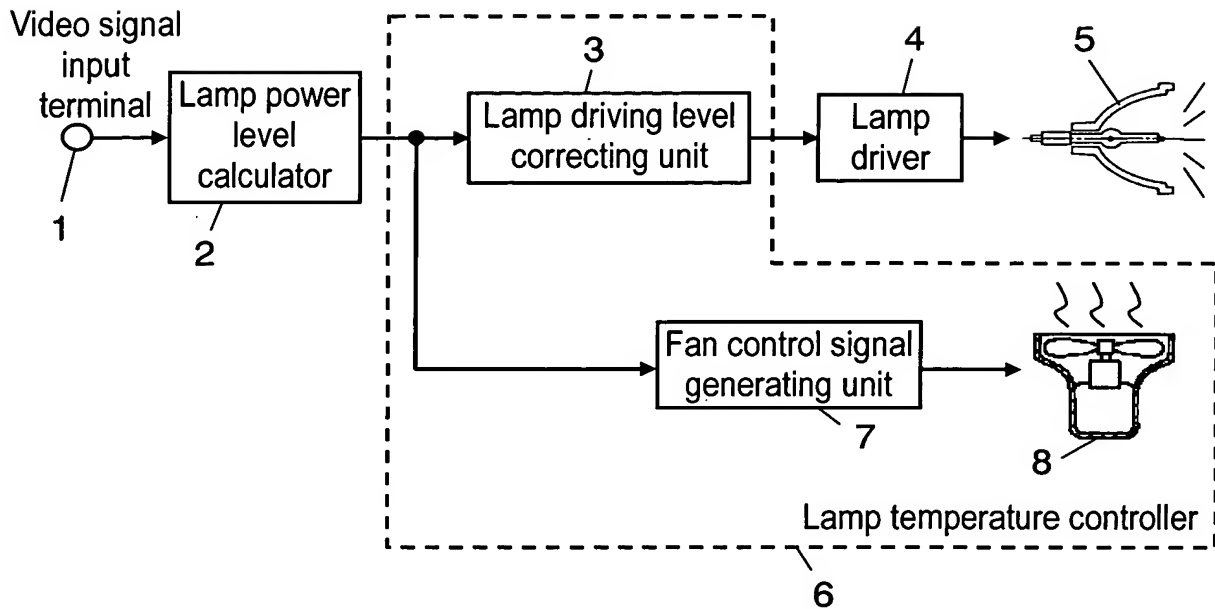 Video signal
input
terminal
1
Lamp power
level
calculator
2
3
Lamp driving level
correcting unit
4
Lamp
driver
5
Fan control signal
generating unit
7
8
Lamp temperature controller
6